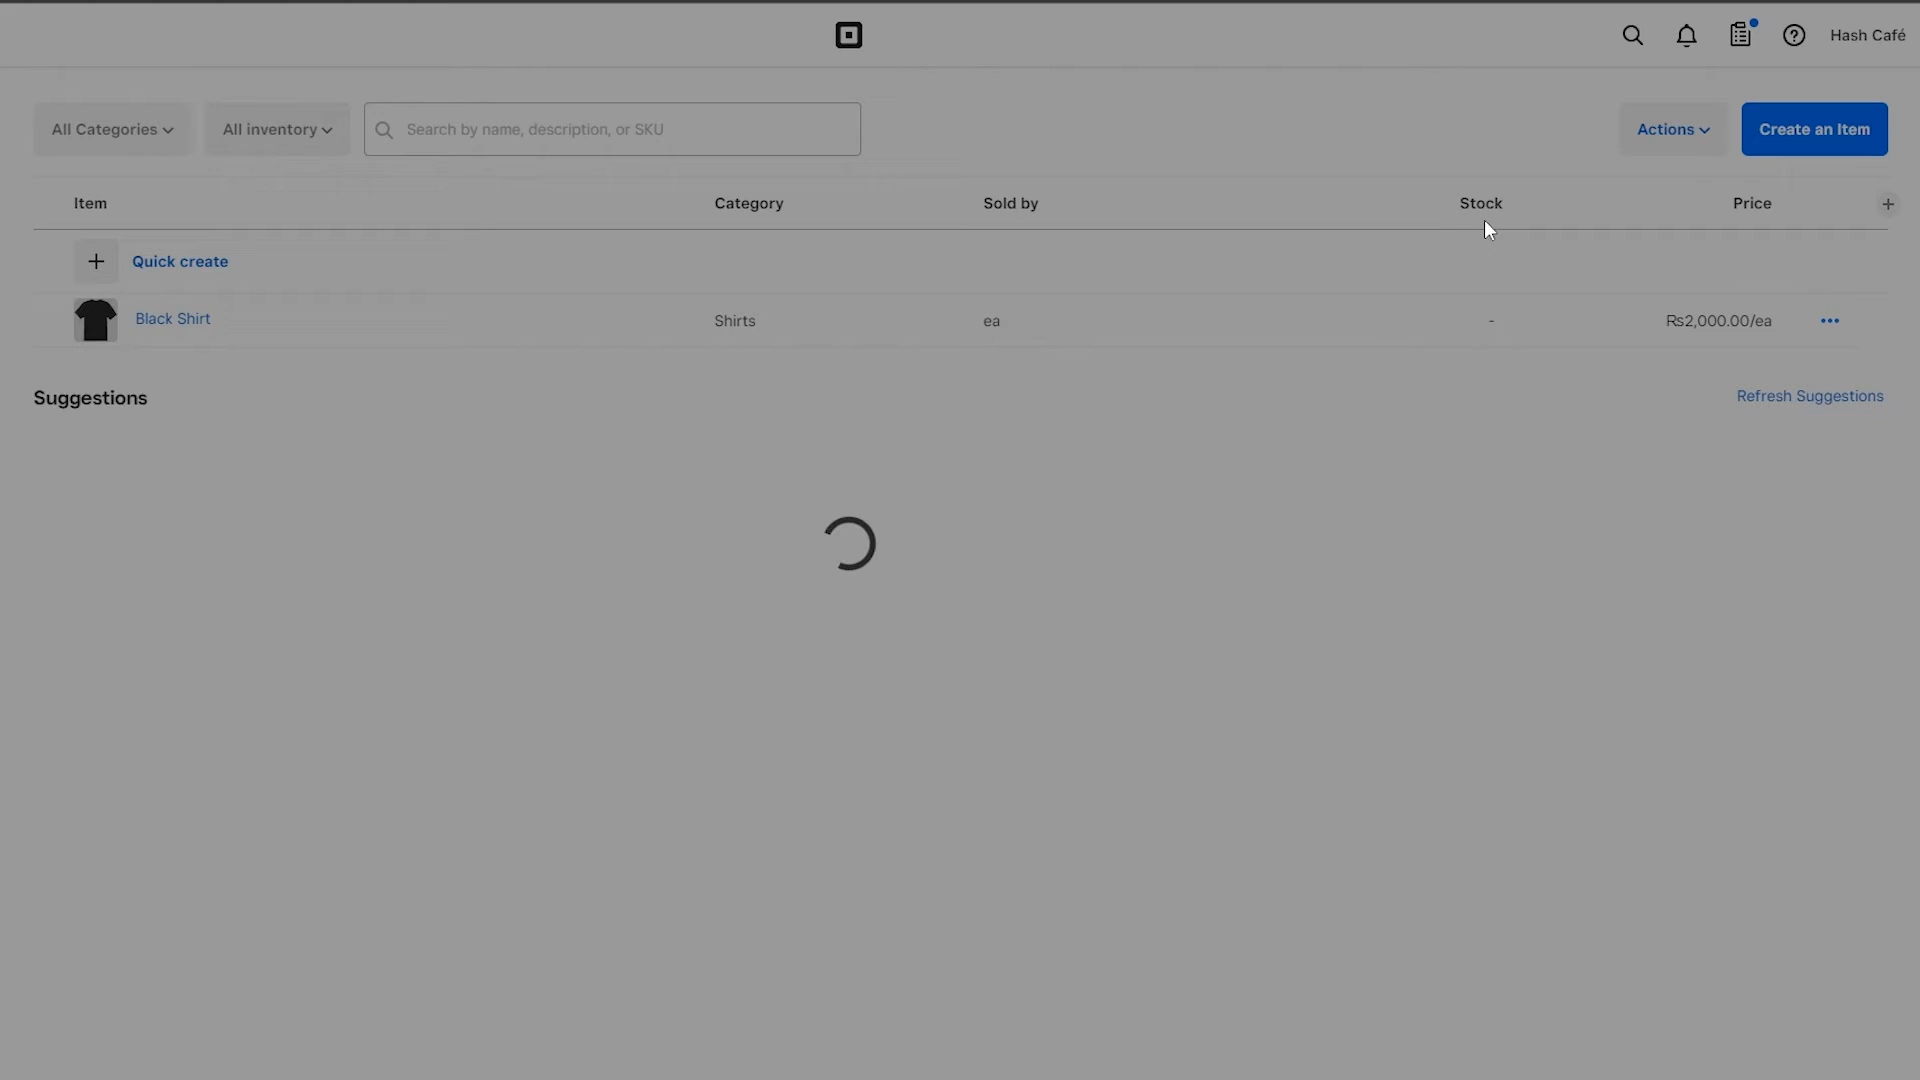 Hash Café
All Categories
All inventory
Search by name, description, or SKU
Actions
Create an Item
Item Category Sold by Stock Price
Quick create
Black Shirt Shirts ea - Rs2,000.00/ea
Suggestions
Refresh Suggestions